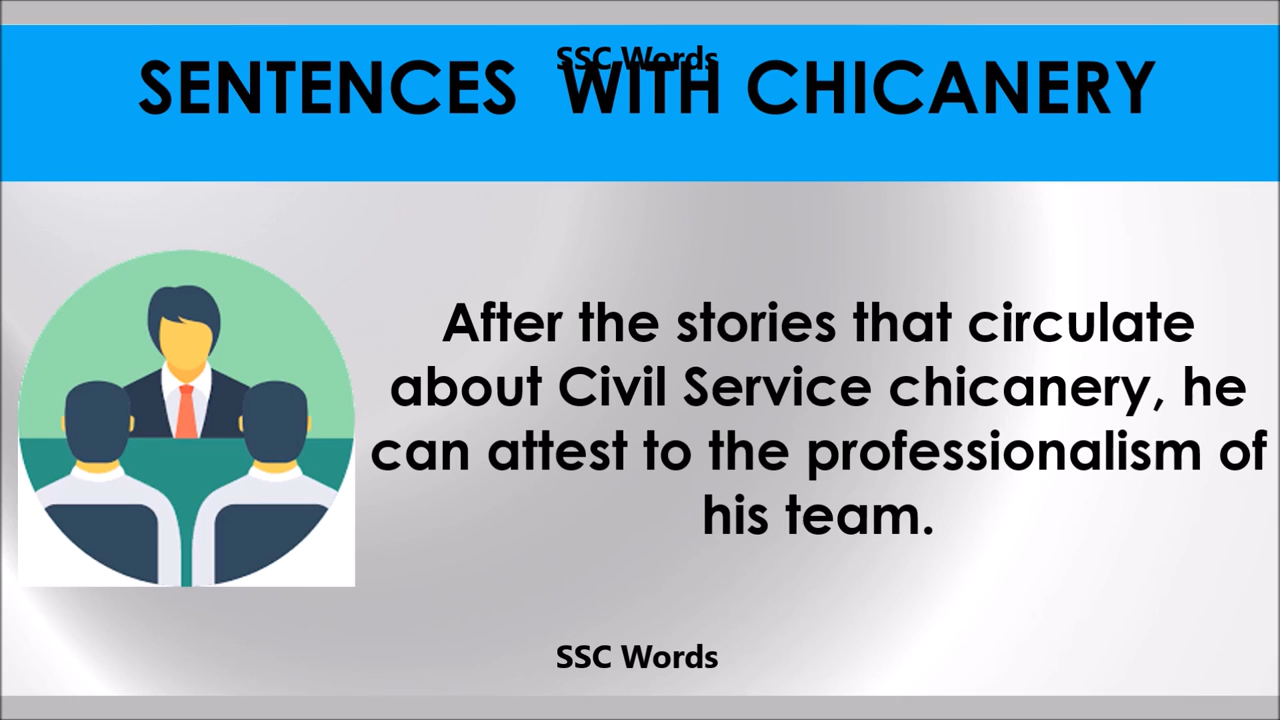 SSC Words
SENTENCES WITH CHICANERY
After the stories that circulate
about Civil Service chicanery, he
can attest to the professionalism of
his team.
SSC Words